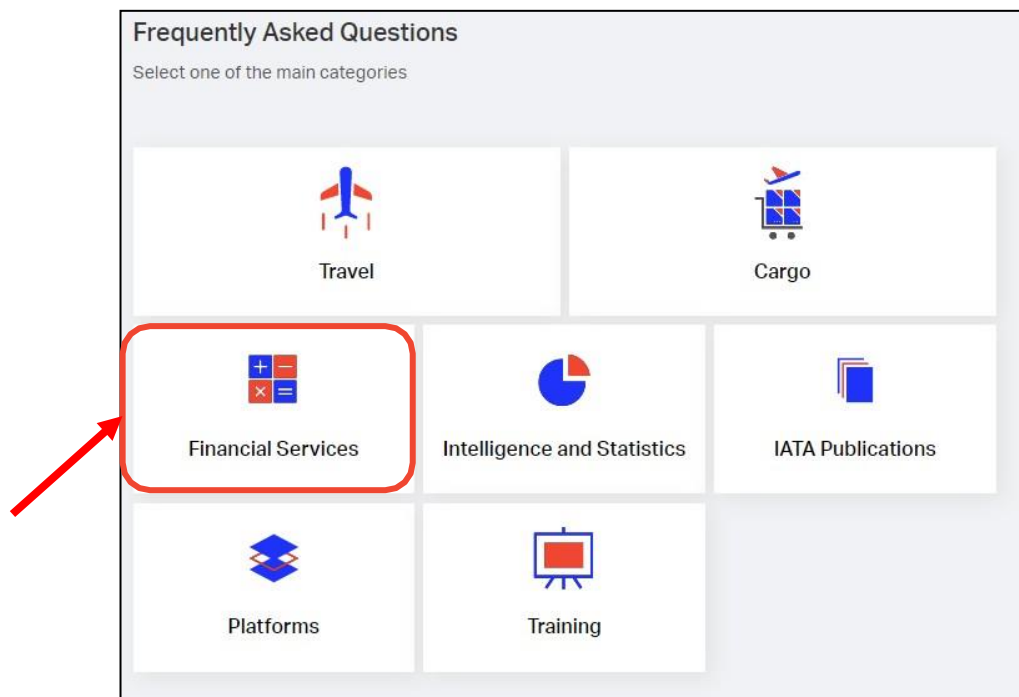 Frequently Asked Questions
Select one of the main categories
Travel
Cargo
Financial Services
Intelligence and Statistics
IATA Publications
Platforms
Training